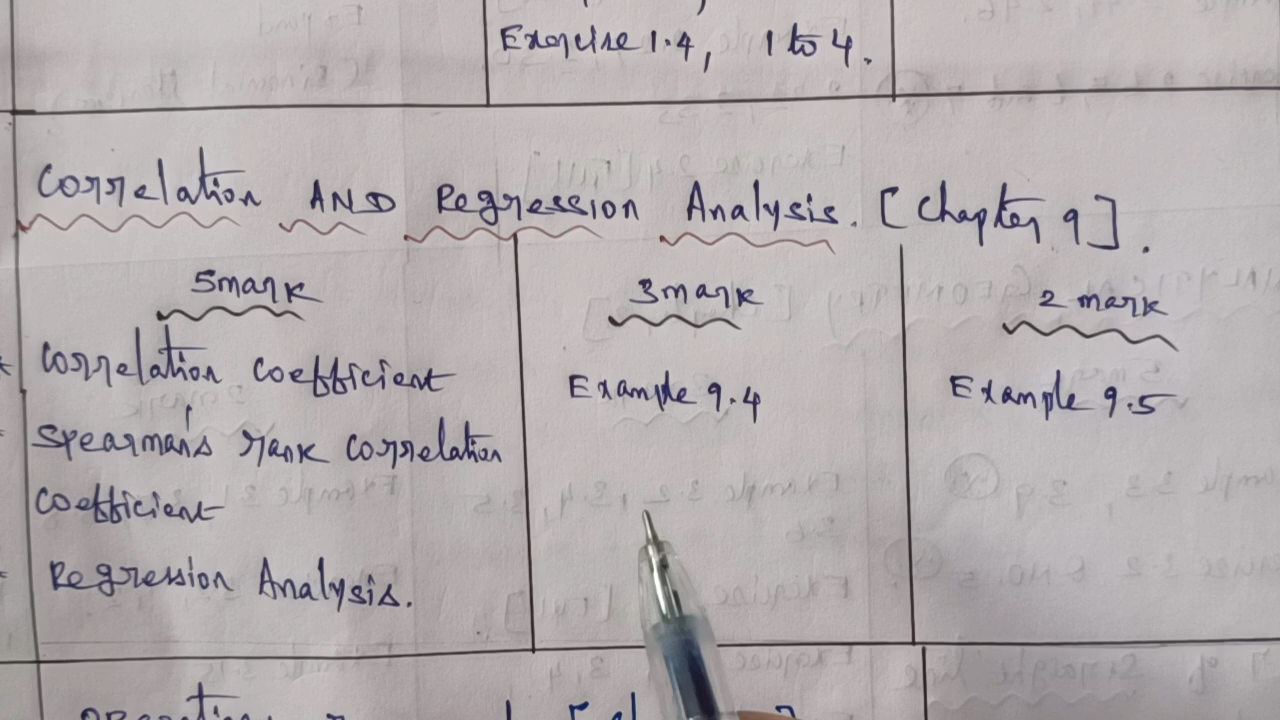 Exercise 1.4, 1 to 4.
Correlation AND Regression Analysis. [Chapter 9].
5mark
Correlation coefficient
Spearman's rank correlation
coefficient
Regression Analysis.
3mark
Example 9.4
2 mark
Example 9.5